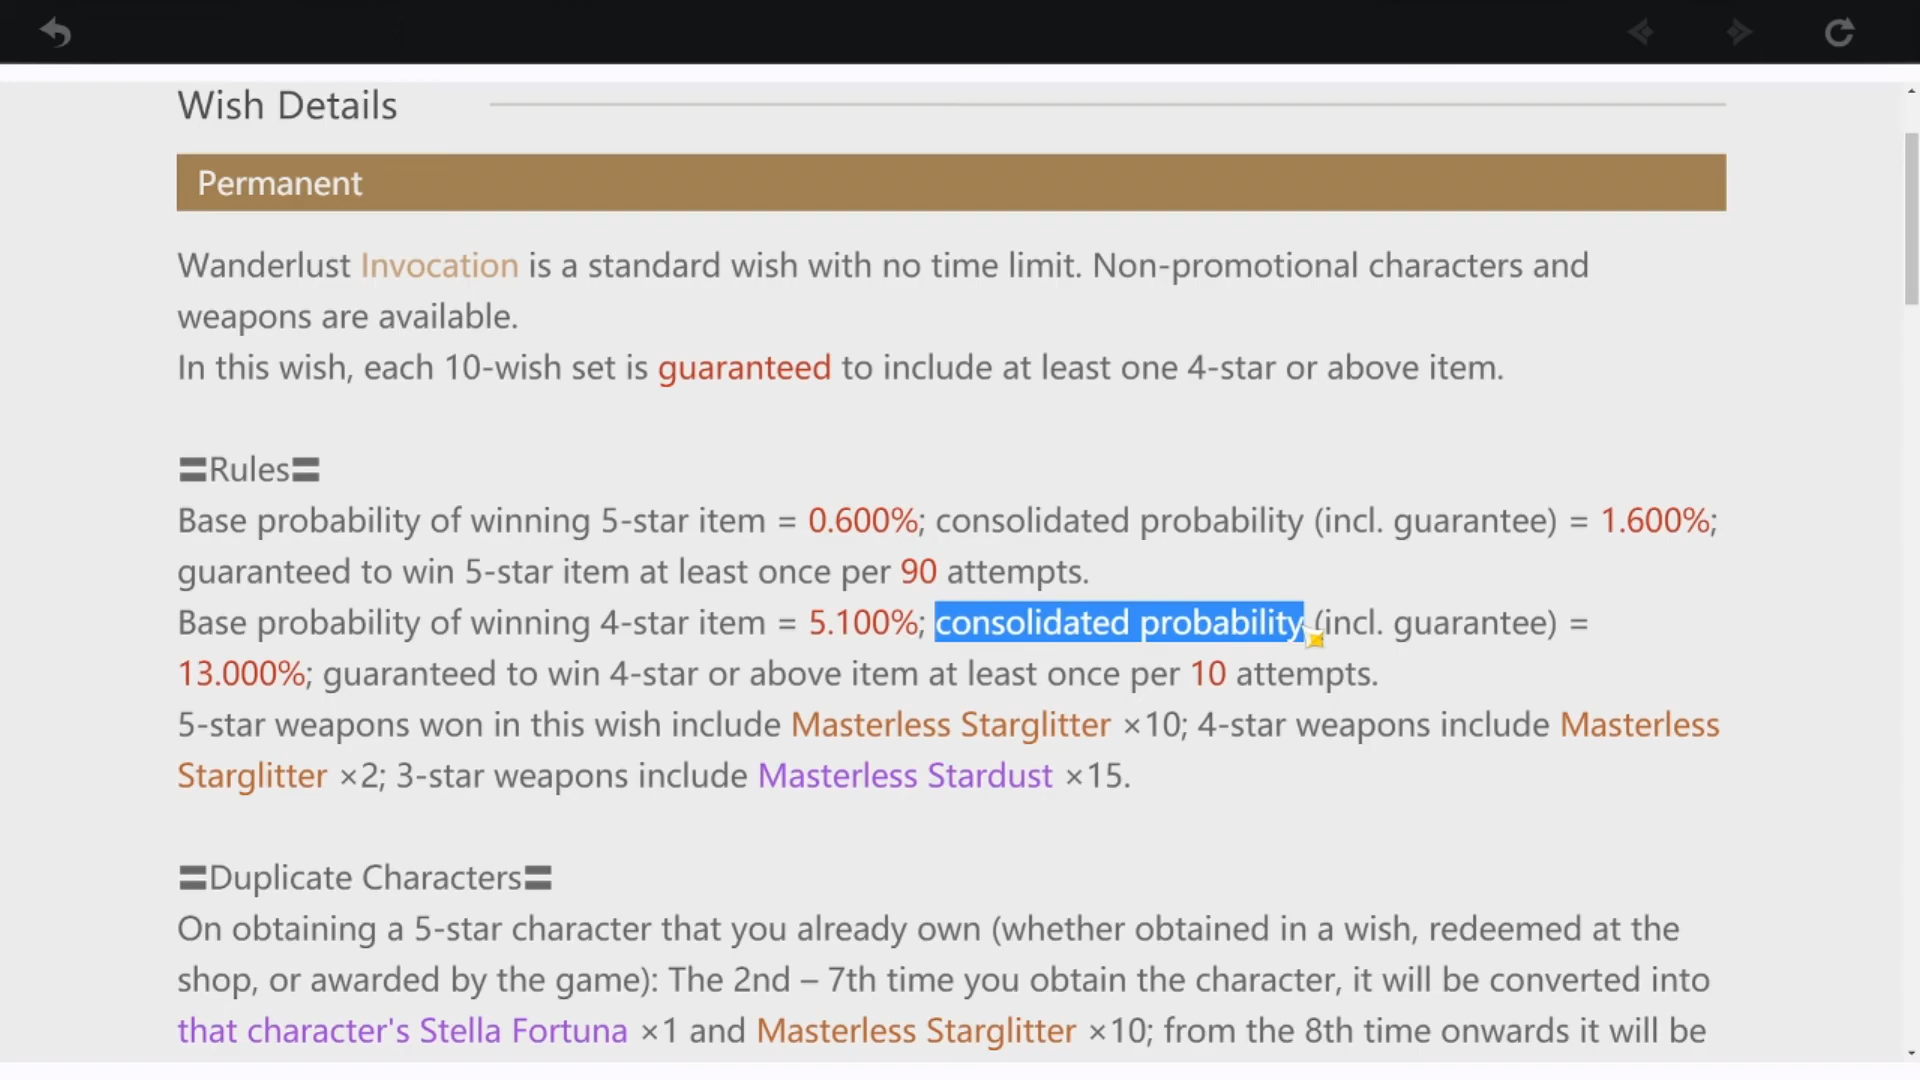 Wish Details
Permanent
Wanderlust Invocation is a standard wish with no time limit. Non-promotional characters and
weapons are available.
In this wish, each 10-wish set is guaranteed to include at least one 4-star or above item.
〓Rules〓
Base probability of winning 5-star item = 0.600%; consolidated probability (incl. guarantee) = 1.600%;
guaranteed to win 5-star item at least once per 90 attempts.
Base probability of winning 4-star item = 5.100%; consolidated probability (incl. guarantee) =
13.000%; guaranteed to win 4-star or above item at least once per 10 attempts.
5-star weapons won in this wish include Masterless Starglitter ×10; 4-star weapons include Masterless
Starglitter ×2; 3-star weapons include Masterless Stardust ×15.
〓Duplicate Characters〓
On obtaining a 5-star character that you already own (whether obtained in a wish, redeemed at the
shop, or awarded by the game): The 2nd – 7th time you obtain the character, it will be converted into
that character's Stella Fortuna ×1 and Masterless Starglitter ×10; from the 8th time onwards it will be